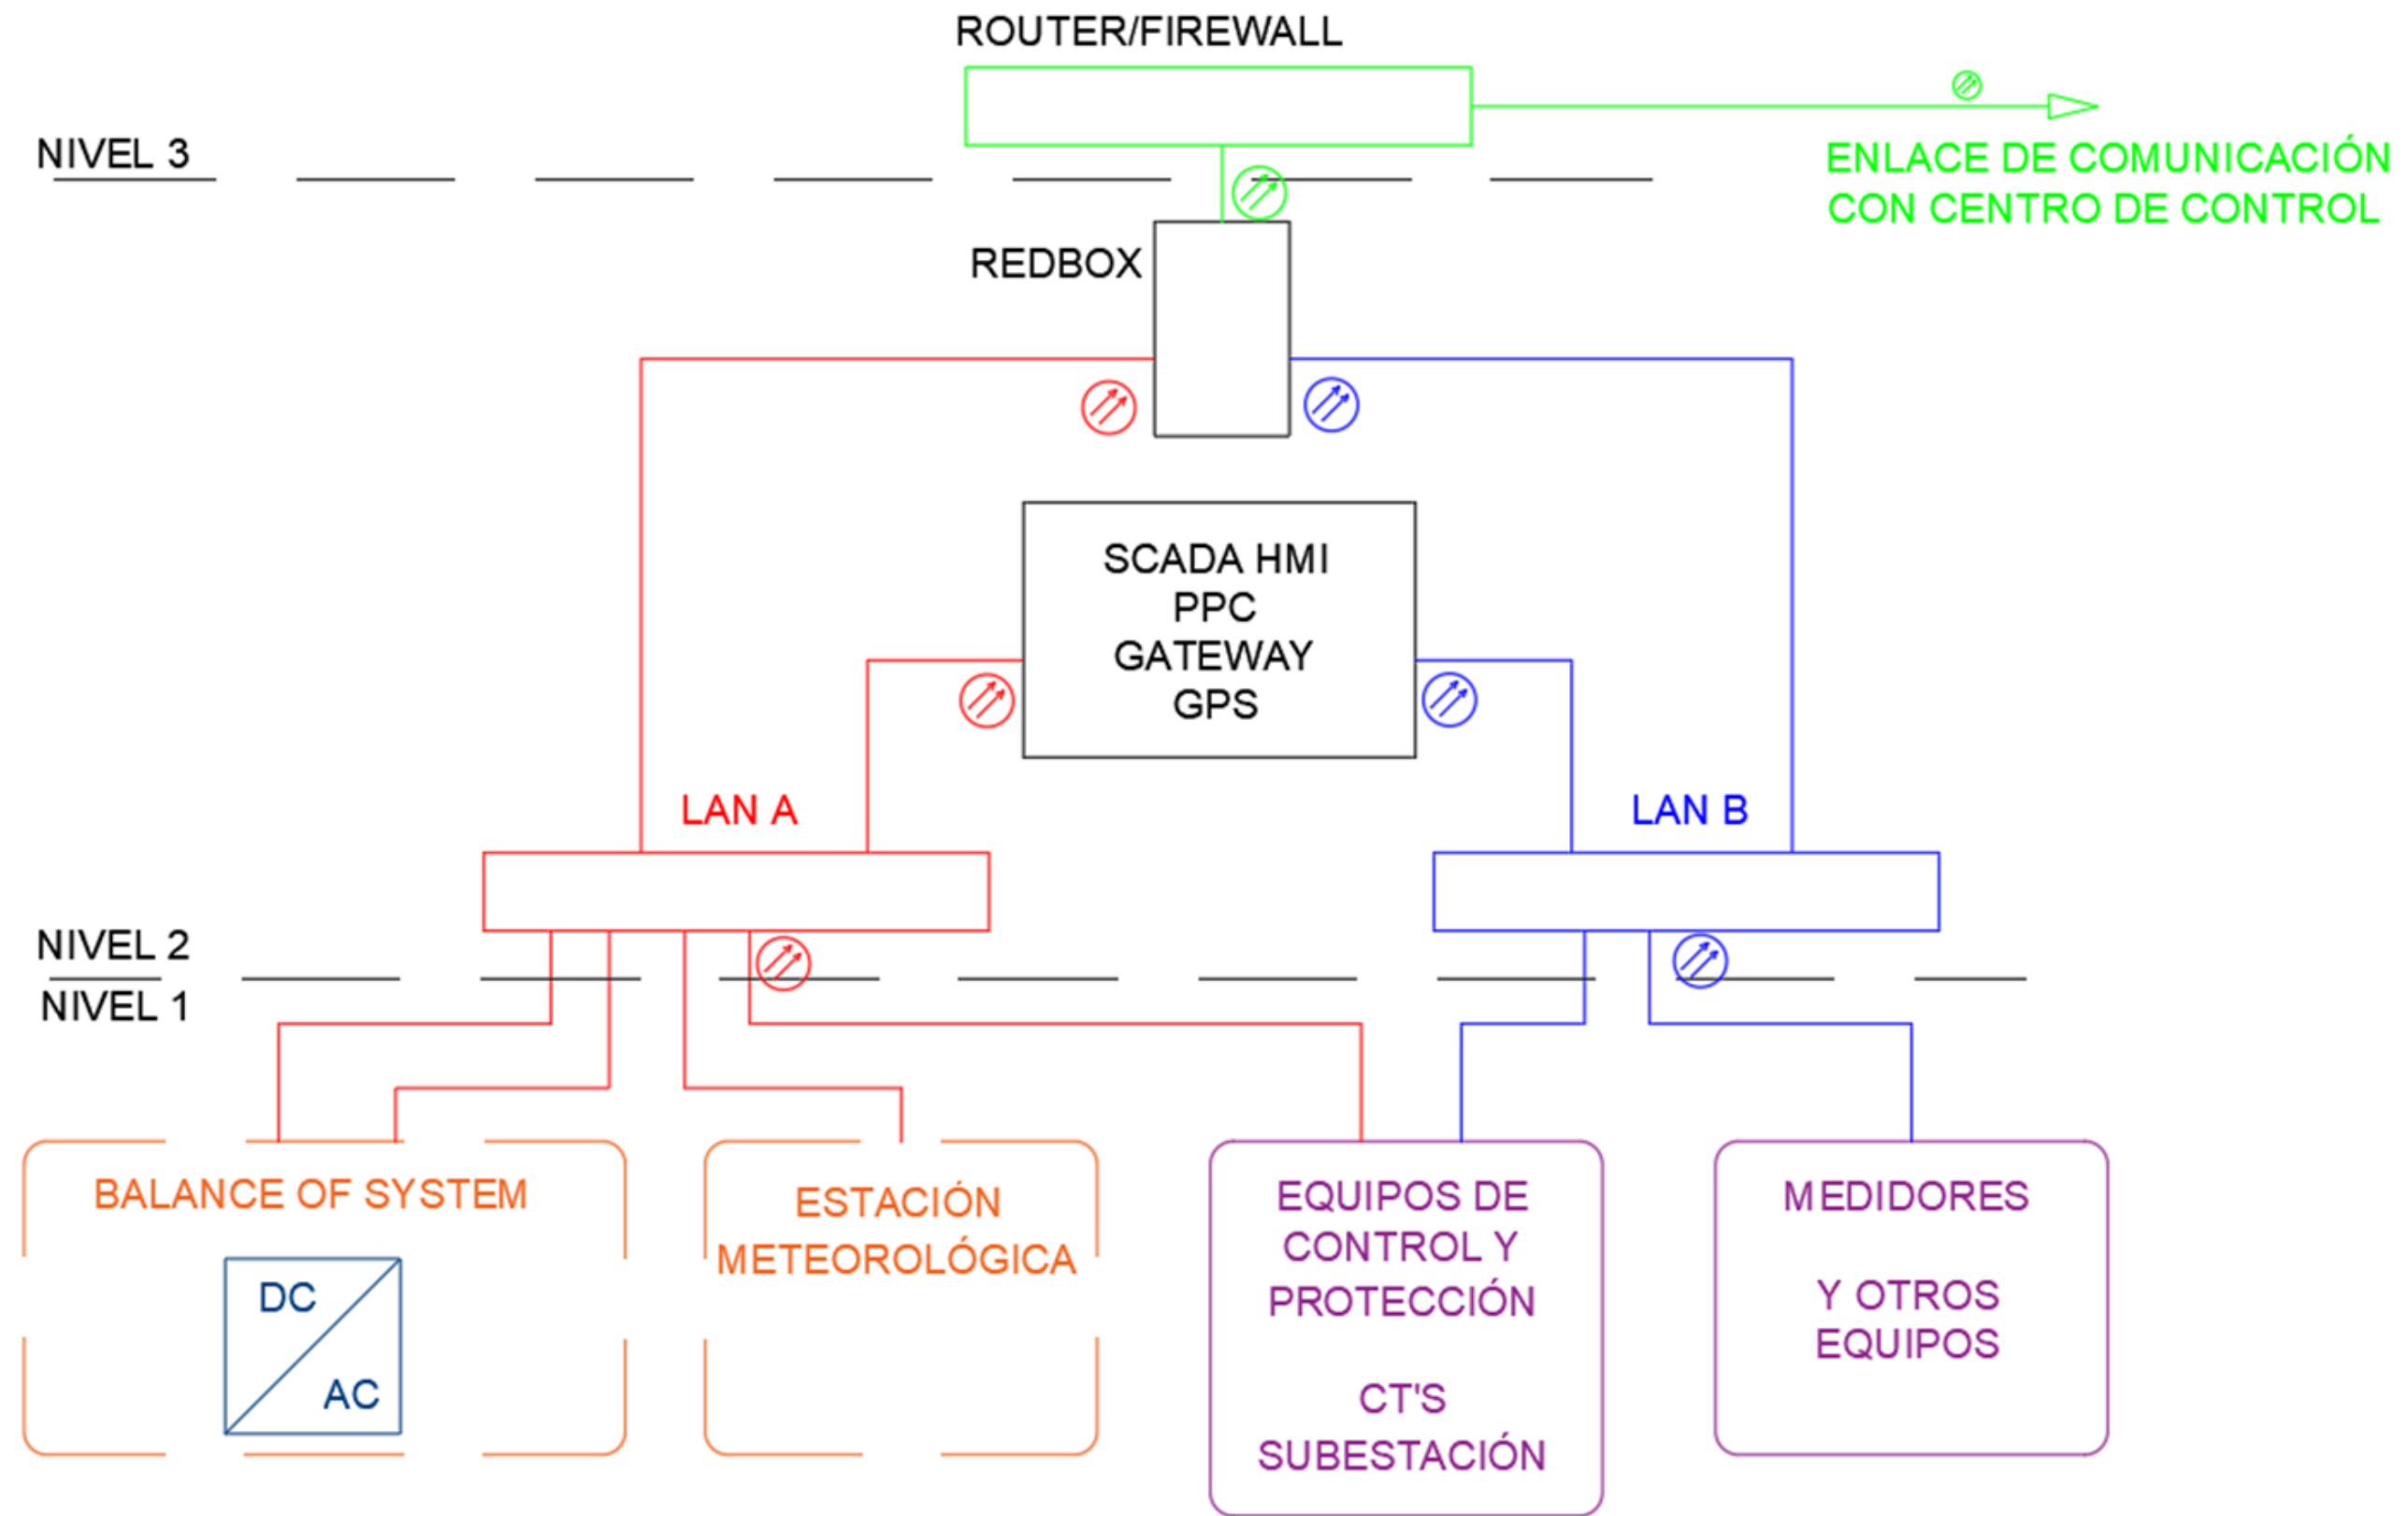 ROUTER/FIREWALL
NIVEL 3
ENLACE DE COMUNICACIÓN
CON CENTRO DE CONTROL
REDBOX
SCADA HMI
PPC
GATEWAY
GPS
LAN A
LAN B
NIVEL 2
NIVEL 1
BALANCE OF SYSTEM
DC
AC
ESTACIÓN
METEOROLÓGICA
EQUIPOS DE
CONTROL Y
PROTECCIÓN
CT'S
SUBESTACIÓN
MEDIDORES
Y OTROS
EQUIPOS